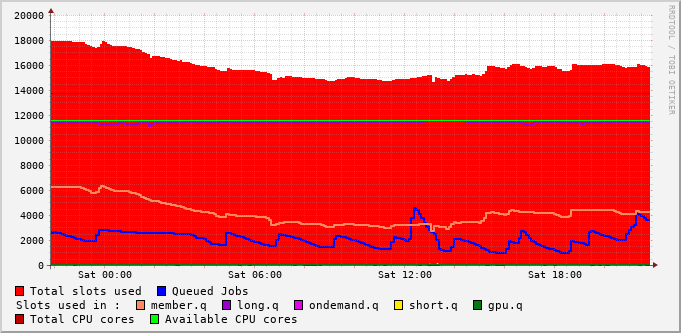 20000
18000
16000
14000
12000
10000
8000
6000
4000
2000
0
Sat 00:00 Sat 06:00 Sat 12:00 Sat 18:00
RRDTOOL / TOBI OETIKER
Total slots used Queued Jobs
Slots used in : member.q long.q ondemand.q short.q gpu.q
Total CPU cores Available CPU cores